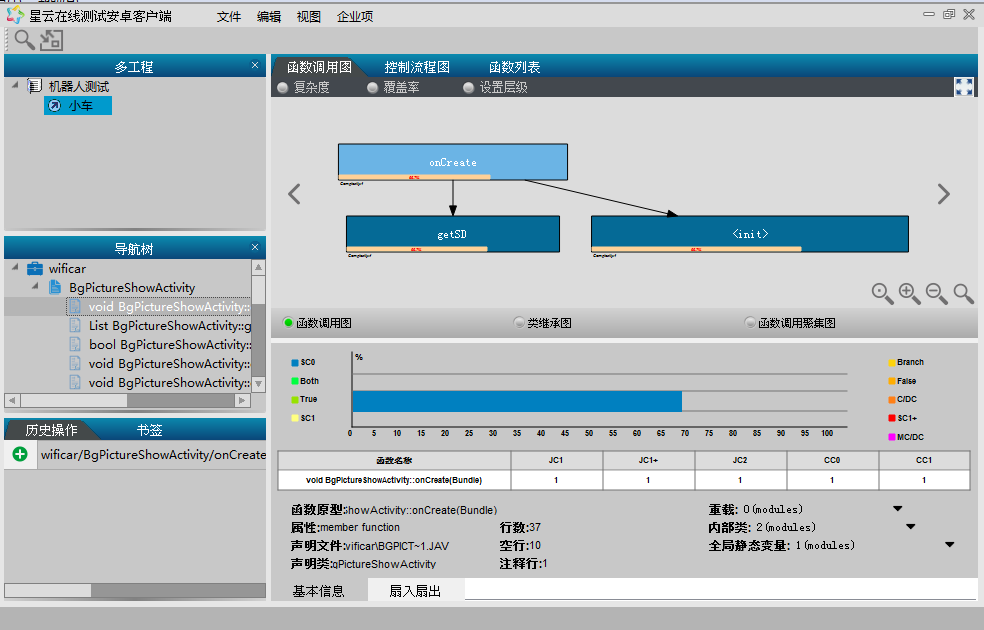 星云在线测试安卓客户端
文件 编辑 视图 企业项
多工程 ×
机器人测试
小车
导航树 ×
wificar
BgPictureShowActivity
void BgPictureShowActivity::
List BgPictureShowActivity::g
bool BgPictureShowActivity:
void BgPictureShowActivity::
void BgPictureShowActivity::
历史操作 书签
wificar/BgPictureShowActivity/onCreate
函数调用图 控制流程图 函数列表
复杂度 覆盖率 设置层级
onCreate
getSD
<init>
函数调用图 类继承图 函数调用聚集图
$C0
Both
True
$C1
%
0 5 10 15 20 25 30 35 40 45 50 55 60 65 70 75 80 85 90 95 100
Branch
False
C/DC
$C1+
MC/DC
函数名称 JC1 JC1+ JC2 CC0 CC1
void BgPictureShowActivity::onCreate(Bundle) 1 1 1 1 1
函数原型:howActivity::onCreate(Bundle)
属性:member function
行数:37
声明文件:vificar\BGPICT~1.JAV
空行:10
声明类:gPictureShowActivity
注释行:1
重载: 0(modules)
内部类: 2(modules)
全局静态变量: 1(modules)
基本信息 扇入扇出